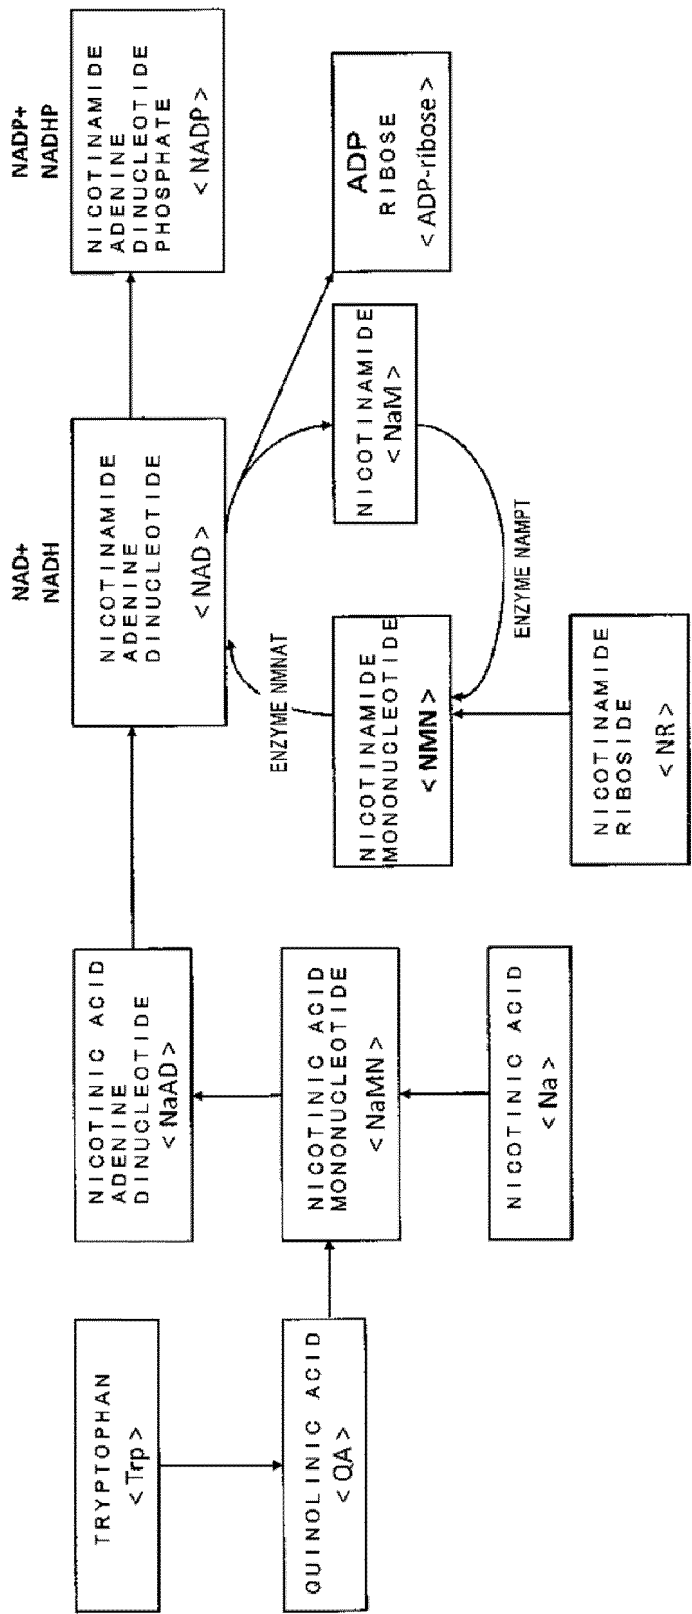 TRYPTOPHAN
< Trp >
QUINOLINIC ACID
< QA >
NICOTINIC ACID
ADENINE
DINUCLEOTIDE
< NaAD >
NICOTINIC ACID
MONONUCLEOTIDE
< NaMN >
NICOTINIC ACID
< Na >
NAD+
NADH
NICOTINAMIDE
ADENINE
DINUCLEOTIDE
< NAD >
ENZYME NMNAT
NICOTINAMIDE
MONONUCLEOTIDE
< NMN >
NICOTINAMIDE
RIBOSIDE
< NR >
ENZYME NAMPT
NICOTINAMIDE
< NaM >
NADP+
NADHP
NICOTINAMIDE
ADENINE
DINUCLEOTIDE
PHOSPHATE
< NADP >
ADP
RIBOSE
< ADP-ribose >